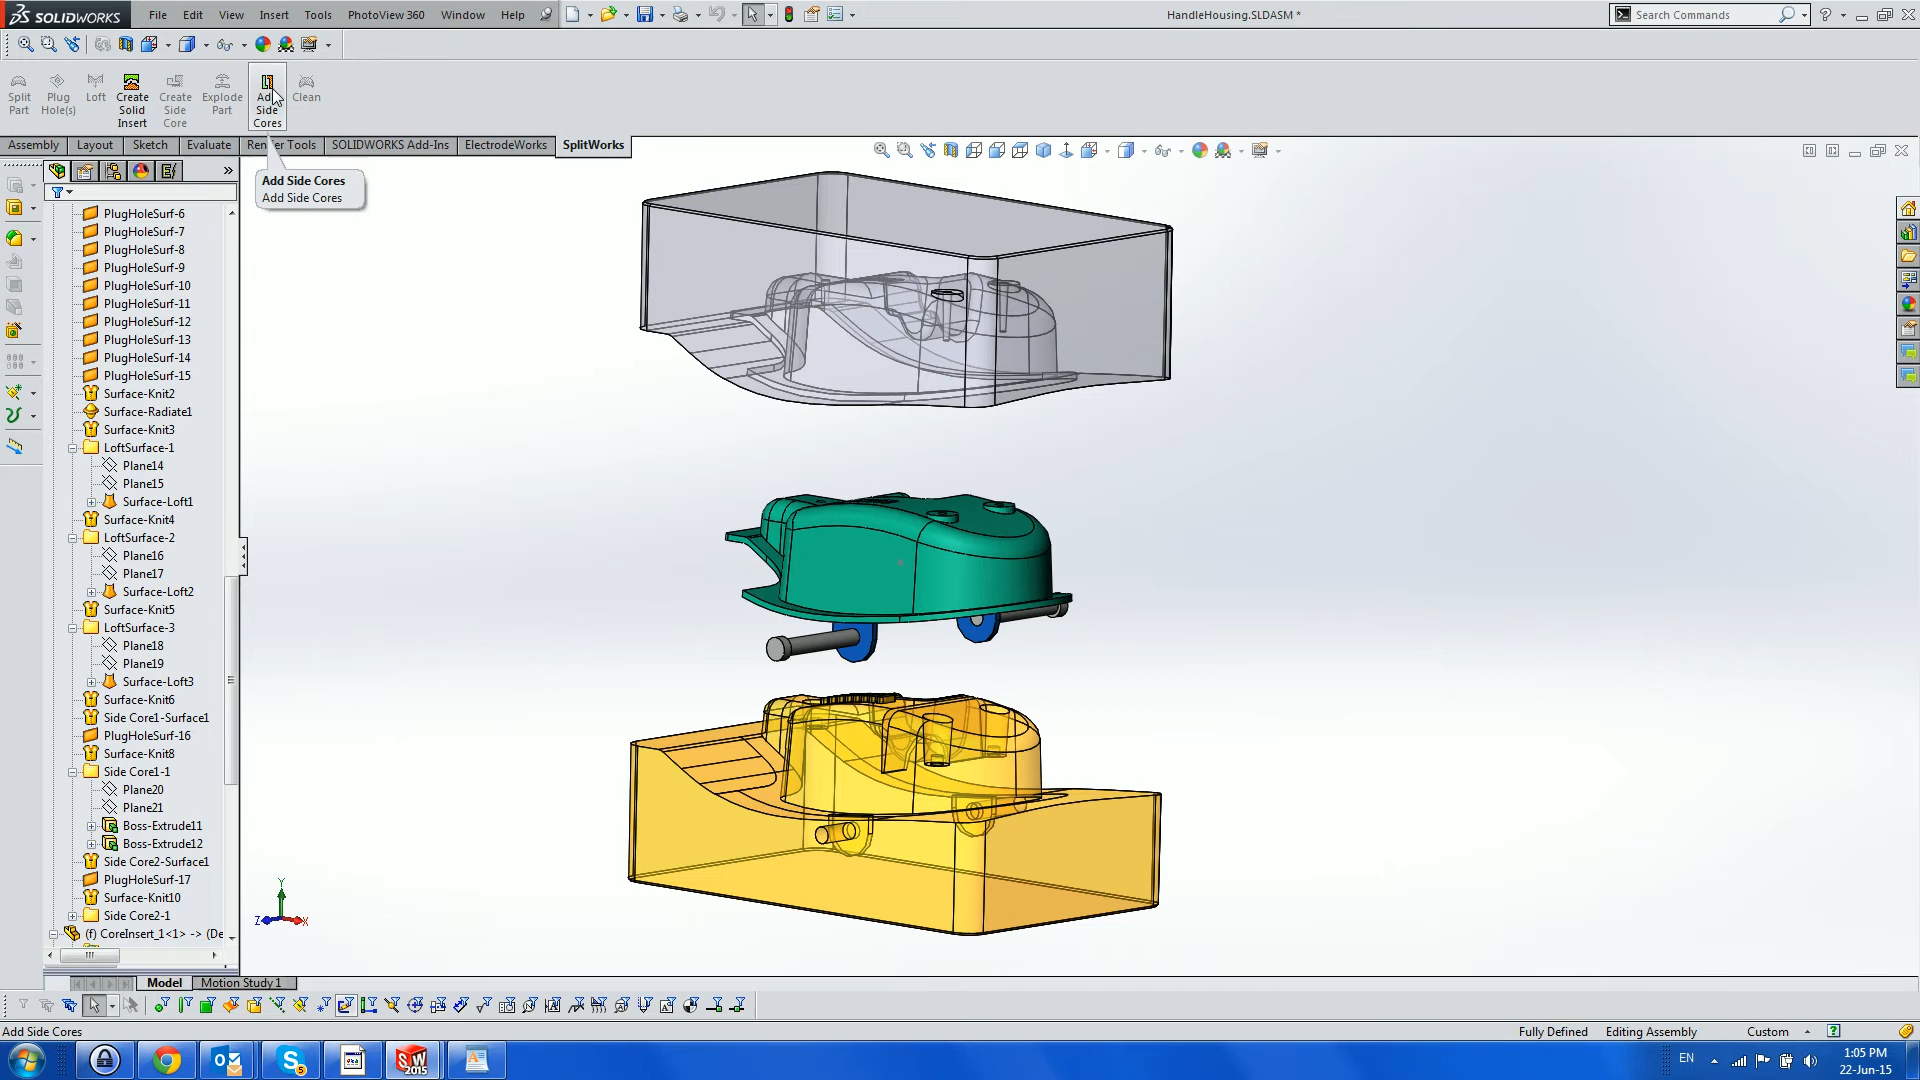 SOLIDWORKS File Edit View Insert Tools PhotoView 360 Window Help HandleHousing.SLDASM * Search Commands
Split Part
Plug Hole(s)
Loft
Create Solid Insert
Create Side Core
Explode Part
Add Side Cores
Clean
Assembly Layout Sketch Evaluate Render Tools SOLIDWORKS Add-Ins ElectrodeWorks SplitWorks
Add Side Cores
Add Side Cores
PlugHoleSurf-6
PlugHoleSurf-7
PlugHoleSurf-8
PlugHoleSurf-9
PlugHoleSurf-10
PlugHoleSurf-11
PlugHoleSurf-12
PlugHoleSurf-13
PlugHoleSurf-14
PlugHoleSurf-15
Surface-Knit2
Surface-Radiate1
Surface-Knit3
LoftSurface-1
Plane14
Plane15
Surface-Loft1
Surface-Knit4
LoftSurface-2
Plane16
Plane17
Surface-Loft2
Surface-Knit5
LoftSurface-3
Plane18
Plane19
Surface-Loft3
Surface-Knit6
Side Core1-Surface1
PlugHoleSurf-16
Surface-Knit8
Side Core1-1
Plane20
Plane21
Boss-Extrude11
Boss-Extrude12
Side Core2-Surface1
PlugHoleSurf-17
Surface-Knit10
Side Core2-1
(f) CoreInsert_1<1> -> (De
Y
Z X
Model Motion Study 1
Add Side Cores Fully Defined Editing Assembly Custom
EN 1:05 PM
22-Jun-15